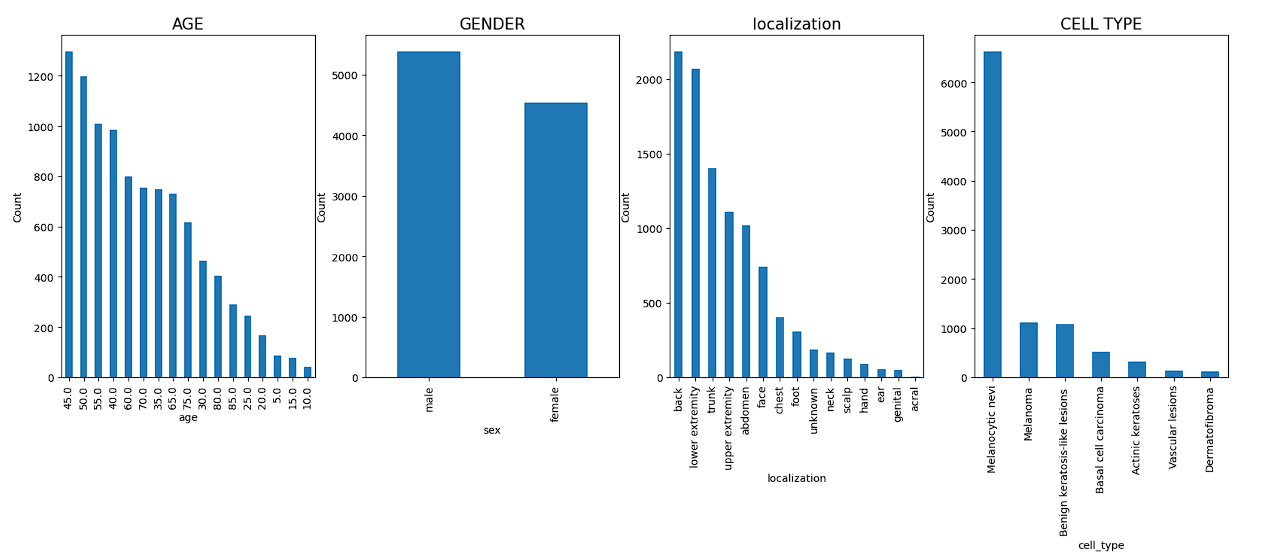 AGE
Count
1200
1000
800
600
400
200
0
45.0
50.0
55.0
40.0
60.0
70.0
35.0
65.0
75.0
30.0
80.0
85.0
25.0
20.0
5.0
15.0
10.0
age
GENDER
Count
5000
4000
3000
2000
1000
0
male
female
sex
localization
Count
2000
1500
1000
500
0
back
lower extremity
trunk
upper extremity
abdomen
face
chest
foot
unknown
neck
scalp
hand
ear
genital
acral
localization
CELL TYPE
Count
6000
5000
4000
3000
2000
1000
0
Melanocytic nevi
Melanoma
Benign keratosis-like lesions
Basal cell carcinoma
Actinic keratoses
Vascular lesions
Dermatofibroma
cell_type